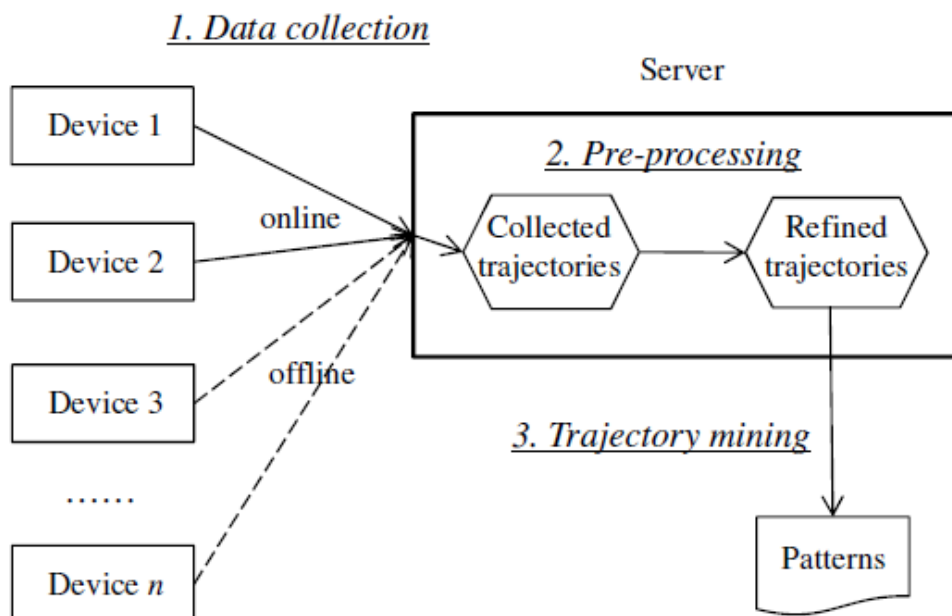 1. Data collection
Server
Device 1
2. Pre-processing
online
Device 2
Collected
trajectories
Refined
trajectories
Device 3
offline
3. Trajectory mining
......
Device n
Patterns